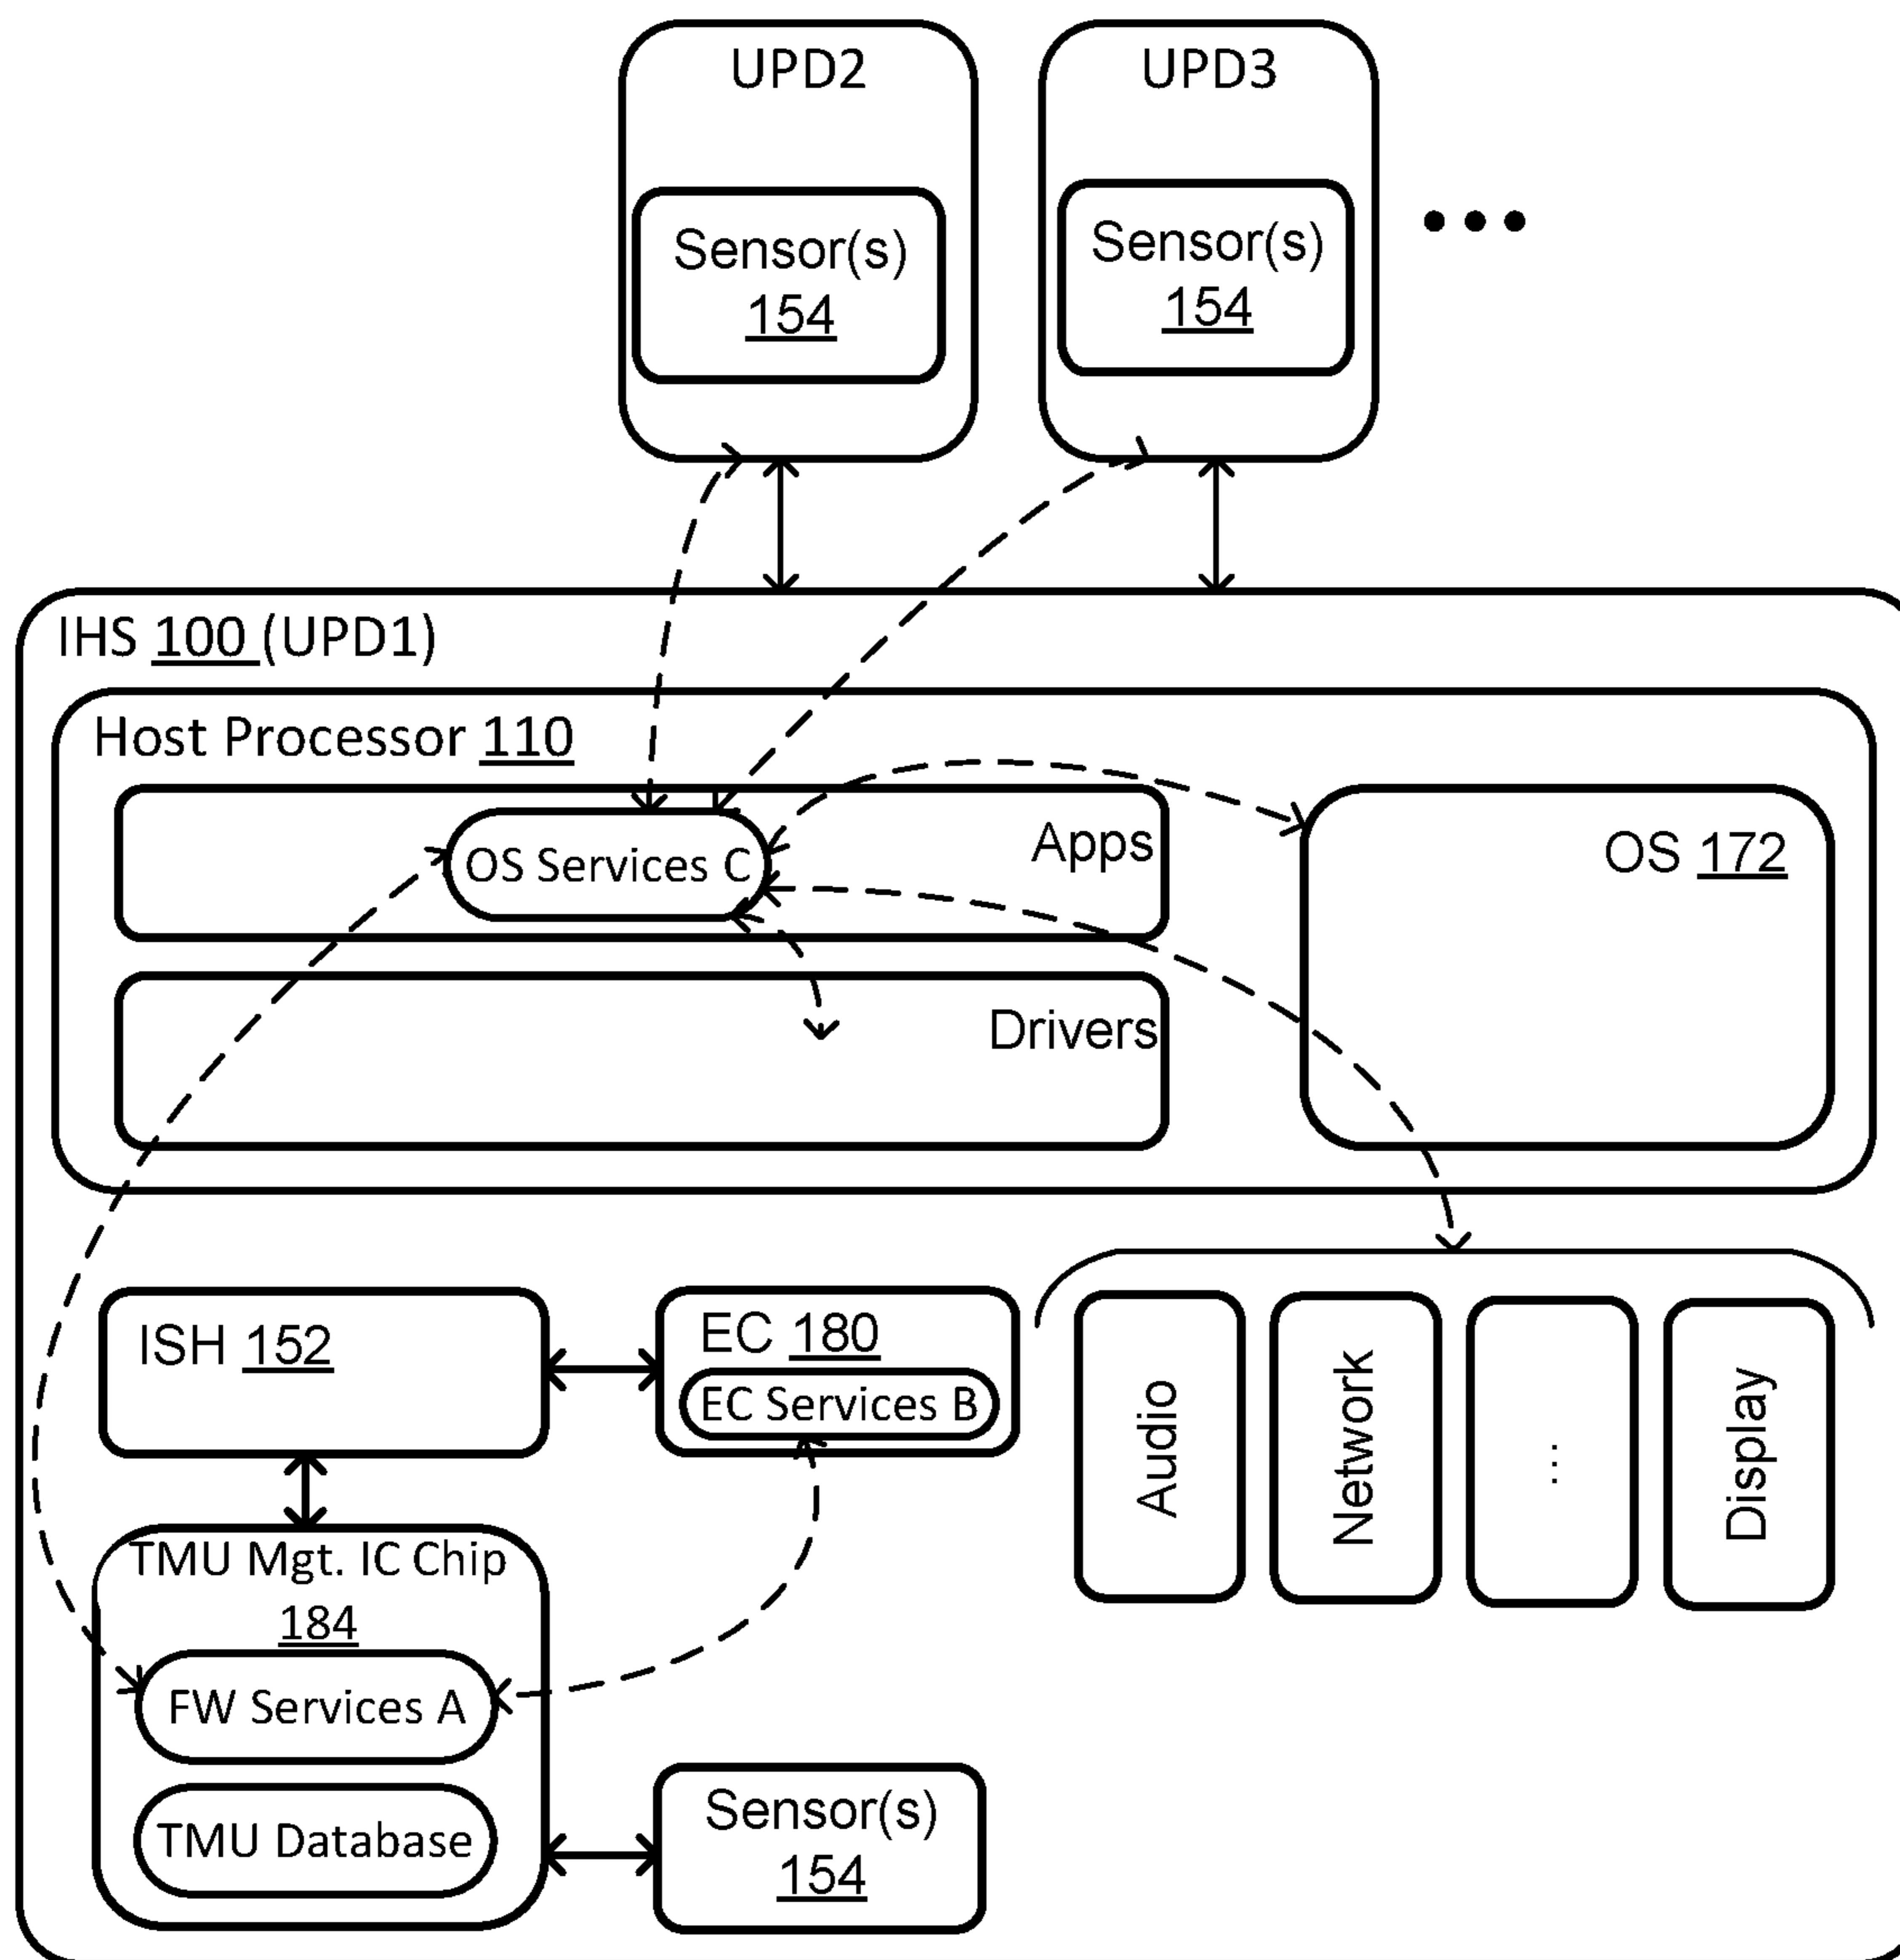 UPD2
UPD3
Sensor(s)
154
Sensor(s)
154
•••
IHS 100 (UPD1)
Host Processor 110
OS Services C
Apps
OS 172
Drivers
ISH 152
EC 180
EC Services B
Audio
Network
...
Display
TMU Mgt. IC Chip
184
FW Services A
TMU Database
Sensor(s)
154